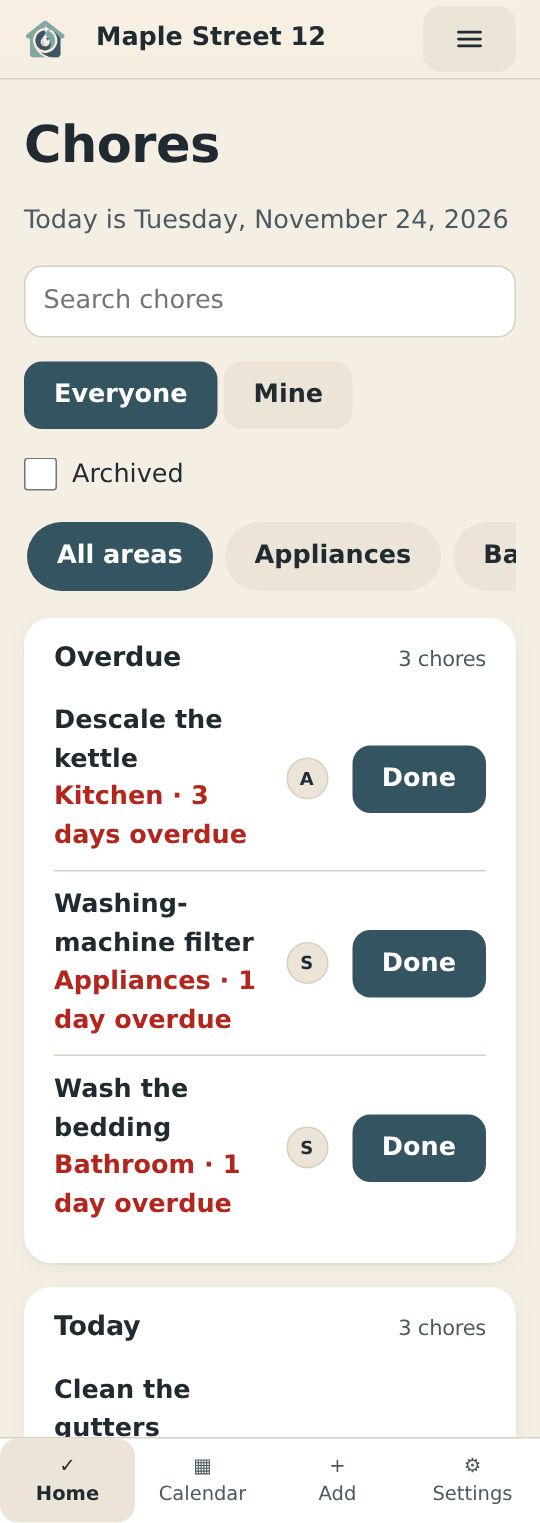 Maple Street 12
Chores
Today is Tuesday, November 24, 2026
Search chores
Everyone Mine
Archived
All areas Appliances Ba
Overdue 3 chores
Descale the
kettle
Kitchen · 3
days overdue
A Done
Washing-
machine filter
Appliances · 1
day overdue
S Done
Wash the
bedding
Bathroom · 1
day overdue
S Done
Today 3 chores
Clean the
gutters
✓ ▦ + ⚙
Home Calendar Add Settings